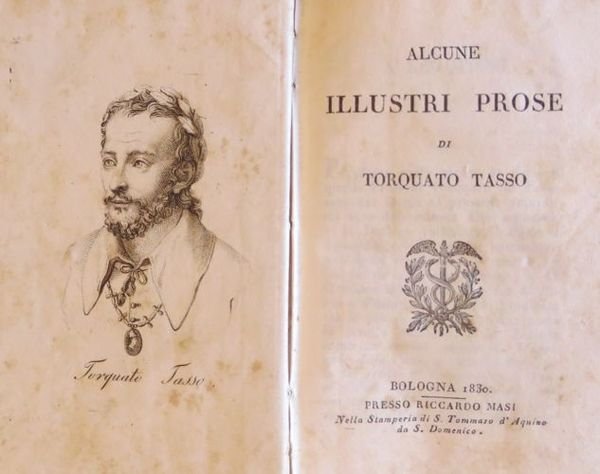 Torquato Tasso
ALCUNE
ILLUSTRI PROSE
DI
TORQUATO TASSO
BOLOGNA 1830.
PRESSO RICCARDO MASI
Nella Stamperia di S. Tommaso d' Aquino
da S. Domenico.